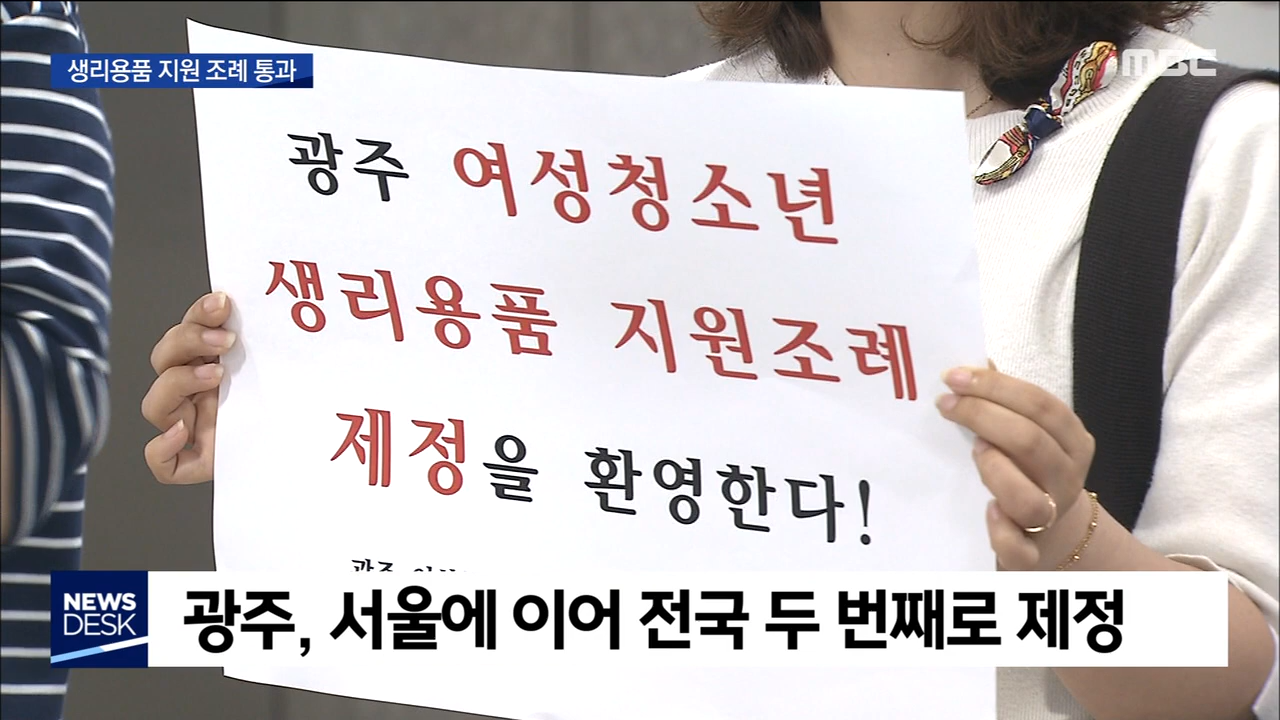 생리용품 지원 조례 통과
MBC
광주 여성청소년
생리용품 지원조례
제정을 환영한다!
광주
NEWS
DESK
광주, 서울에 이어 전국 두 번째로 제정